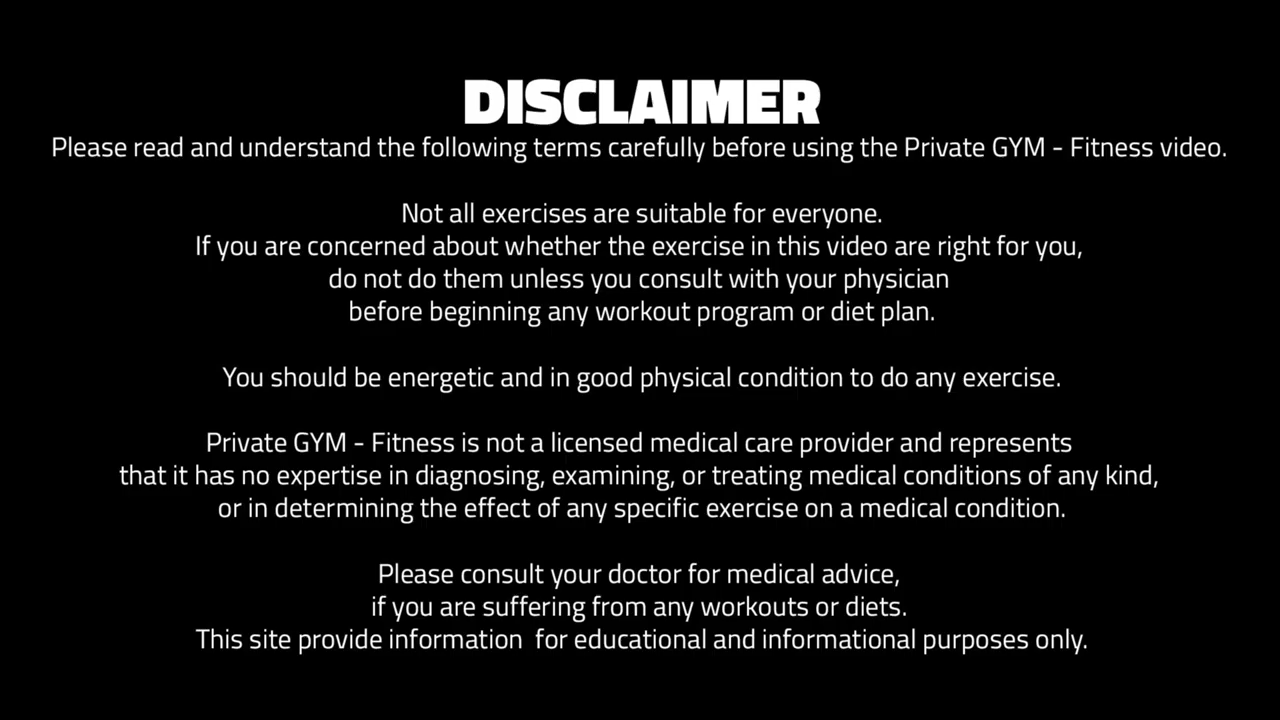 DISCLAIMER
Please read and understand the following terms carefully before using the Private GYM - Fitness video.
Not all exercises are suitable for everyone.
If you are concerned about whether the exercise in this video are right for you,
do not do them unless you consult with your physician
before beginning any workout program or diet plan.
You should be energetic and in good physical condition to do any exercise.
Private GYM - Fitness is not a licensed medical care provider and represents
that it has no expertise in diagnosing, examining, or treating medical conditions of any kind,
or in determining the effect of any specific exercise on a medical condition.
Please consult your doctor for medical advice,
if you are suffering from any workouts or diets.
This site provide information  for educational and informational purposes only.